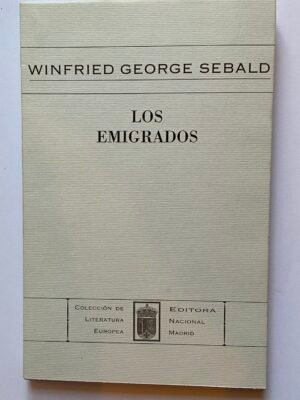 WINFRIED GEORGE SEBALD
LOS
EMIGRADOS
COLECCIÓN DE
LITERATURA
EUROPEA
EDITORA
NACIONAL
MADRID